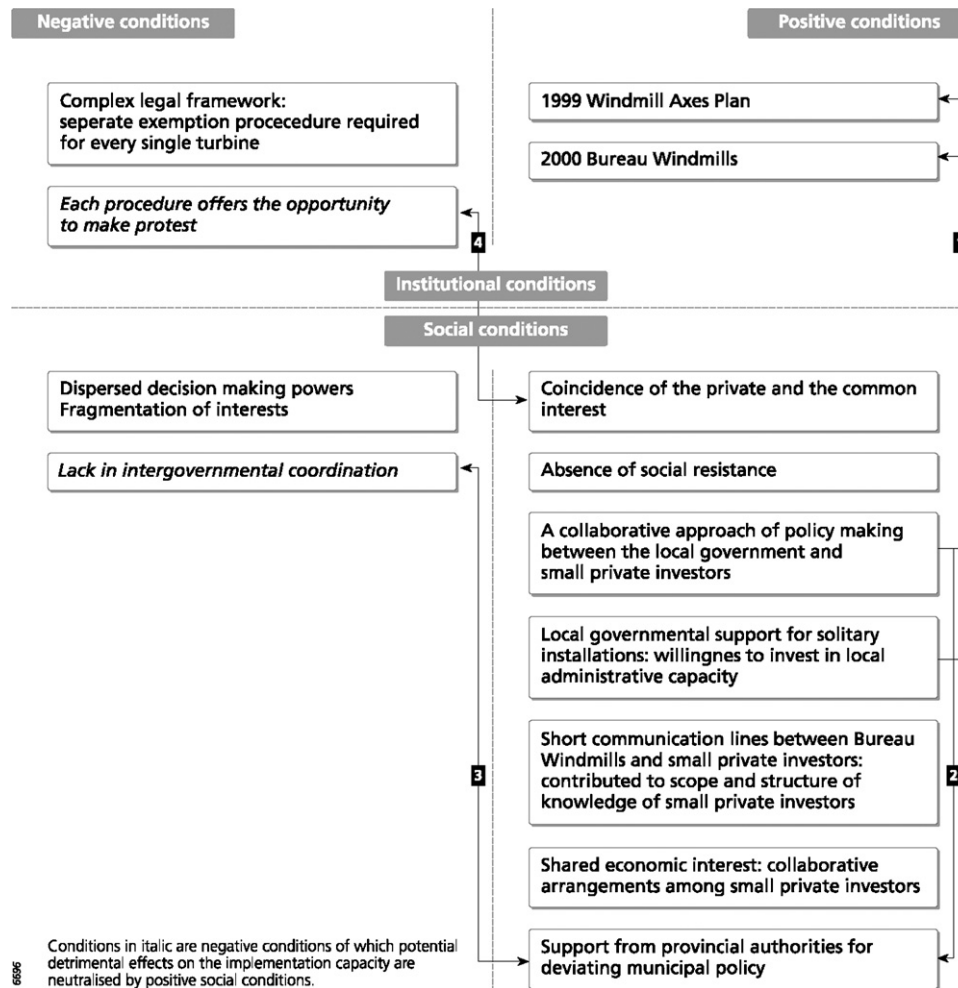 Negative conditions
Positive conditions
Complex legal framework:
seperate exemption procecedure required
for every single turbine
Each procedure offers the opportunity
to make protest
1999 Windmill Axes Plan
2000 Bureau Windmills
4
Institutional conditions
Social conditions
Dispersed decision making powers
Fragmentation of interests
Lack in intergovernmental coordination
Coincidence of the private and the common
interest
Absence of social resistance
A collaborative approach of policy making
between the local government and
small private investors
Local governmental support for solitary
installations: willingnes to invest in local
administrative capacity
Short communication lines between Bureau
Windmills and small private investors:
contributed to scope and structure of
knowledge of small private investors
3
2
Shared economic interest: collaborative
arrangements among small private investors
Support from provincial authorities for
deviating municipal policy
Conditions in italic are negative conditions of which potential
detrimental effects on the implementation capacity are
neutralised by positive social conditions.